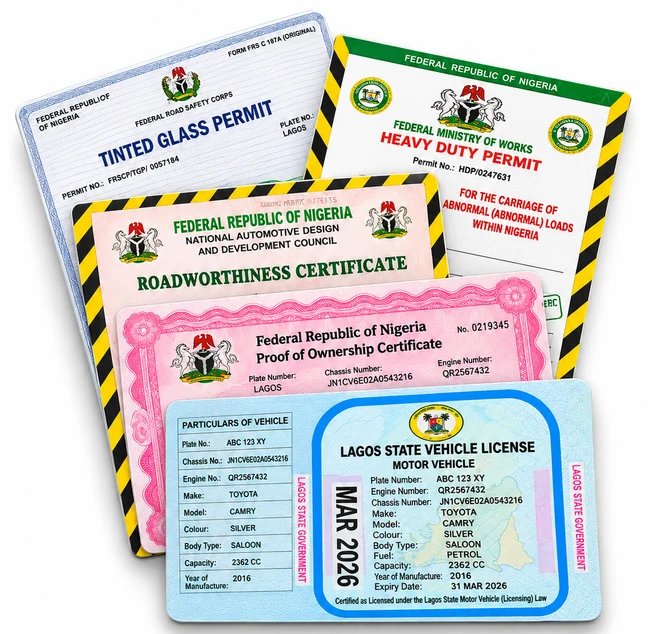 FORM FRS C 187A (ORIGINAL)
FEDERAL REPUBLIC OF NIGERIA
FEDERAL ROAD SAFETY CORPS
TINTED GLASS PERMIT
PLATE NO.:
LAGOS
PERMIT NO.: FRSCP/TGP/ 0057184
FEDERAL REPUBLIC OF NIGERIA
FEDERAL MINISTRY OF WORKS
HEAVY DUTY PERMIT
Permit No.: HDP/0247631
FOR THE CARRIAGE OF
ABNORMAL (ABNORMAL) LOADS
WITHIN NIGERIA
FEDERAL REPUBLIC OF NIGERIA
NATIONAL AUTOMOTIVE DESIGN
AND DEVELOPMENT COUNCIL
ROADWORTHINESS CERTIFICATE
Federal Republic of Nigeria
Proof of Ownership Certificate
No. 0219345
Plate Number:
LAGOS
Chassis Number:
JN1CV6E02A0543216
Engine Number:
QR2567432
PARTICULARS OF VEHICLE
Plate No.: ABC 123 XY
Chassis No.: JN1CV6E02A0543216
Engine No.: QR2567432
Make: TOYOTA
Model: CAMRY
Colour: SILVER
Body Type: SALOON
Capacity: 2362 CC
Year of Manufacture: 2016
LAGOS STATE GOVERNMENT
LAGOS STATE VEHICLE LICENSE
MOTOR VEHICLE
MAR 2026
Plate Number: ABC 123 XY
Engine Number: QR2567432
Chassis Number: JN1CV6E02A0543216
Make: TOYOTA
Model: CAMRY
Colour: SILVER
Body Type: SALOON
Fuel: PETROL
Capacity: 2362 CC
Year of Manufacture: 2016
Expiry Date: 31 MAR 2026
Certified as Licensed under the Lagos State Motor Vehicle (Licensing) Law
LAGOS STATE GOVERNMENT